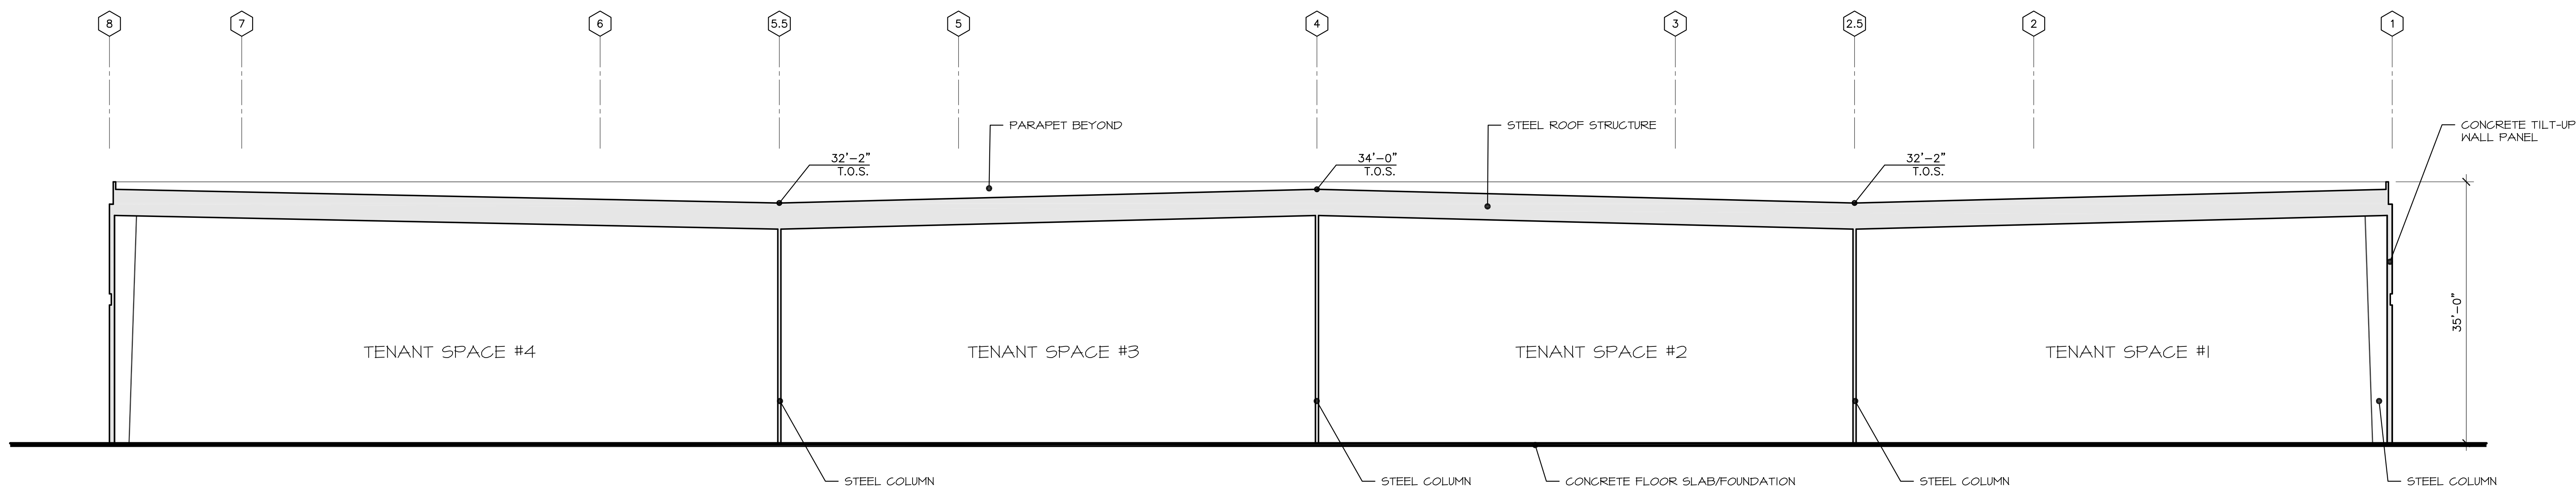 8
7
6
5.5
5
4
3
2.5
2
1
PARAPET BEYOND
STEEL ROOF STRUCTURE
CONCRETE TILT-UP
WALL PANEL
32'-2"
T.O.S.
34'-0"
T.O.S.
32'-2"
T.O.S.
35'-0"
TENANT SPACE #4
TENANT SPACE #3
TENANT SPACE #2
TENANT SPACE #1
STEEL COLUMN
STEEL COLUMN
CONCRETE FLOOR SLAB/FOUNDATION
STEEL COLUMN
STEEL COLUMN